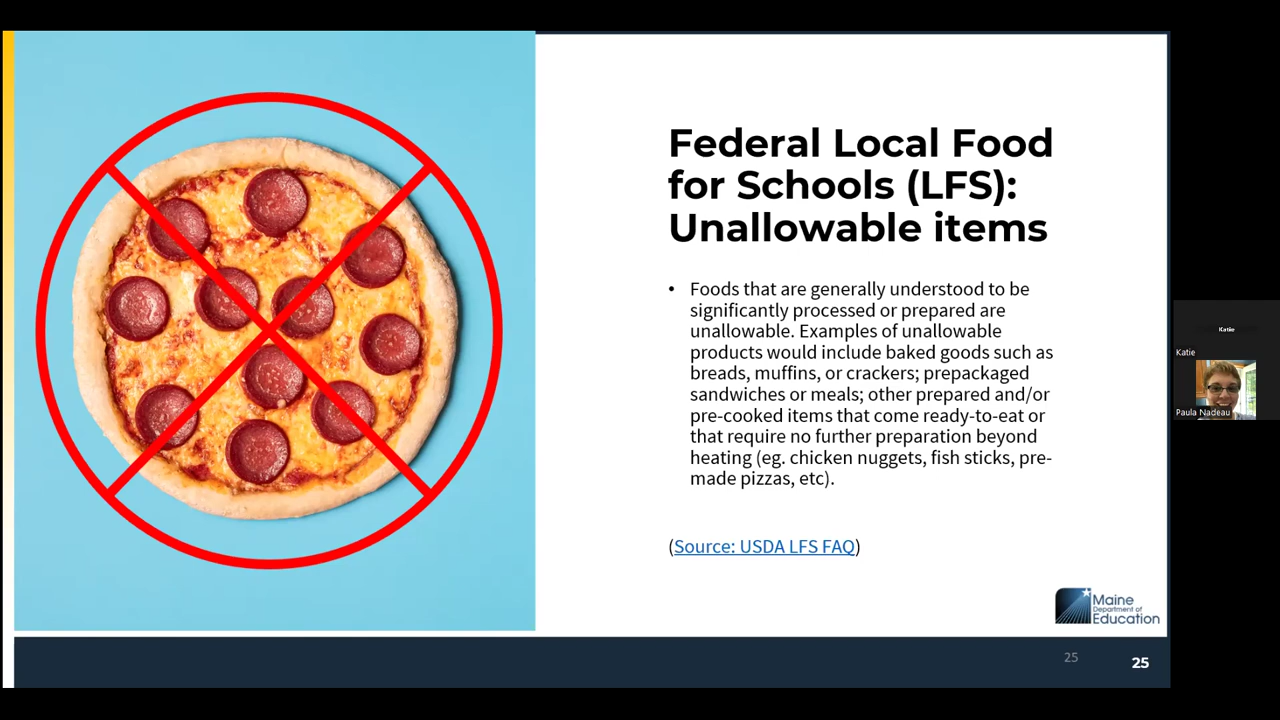 Federal Local Food
for Schools (LFS):
Unallowable items
• Foods that are generally understood to be
significantly processed or prepared are
unallowable. Examples of unallowable
products would include baked goods such as
breads, muffins, or crackers; prepackaged
sandwiches or meals; other prepared and/or
pre-cooked items that come ready-to-eat or
that require no further preparation beyond
heating (eg. chicken nuggets, fish sticks, pre-
made pizzas, etc).
(Source: USDA LFS FAQ)
Maine
Department of
Education
25
25
Katie
Katie
Paula Nadeau